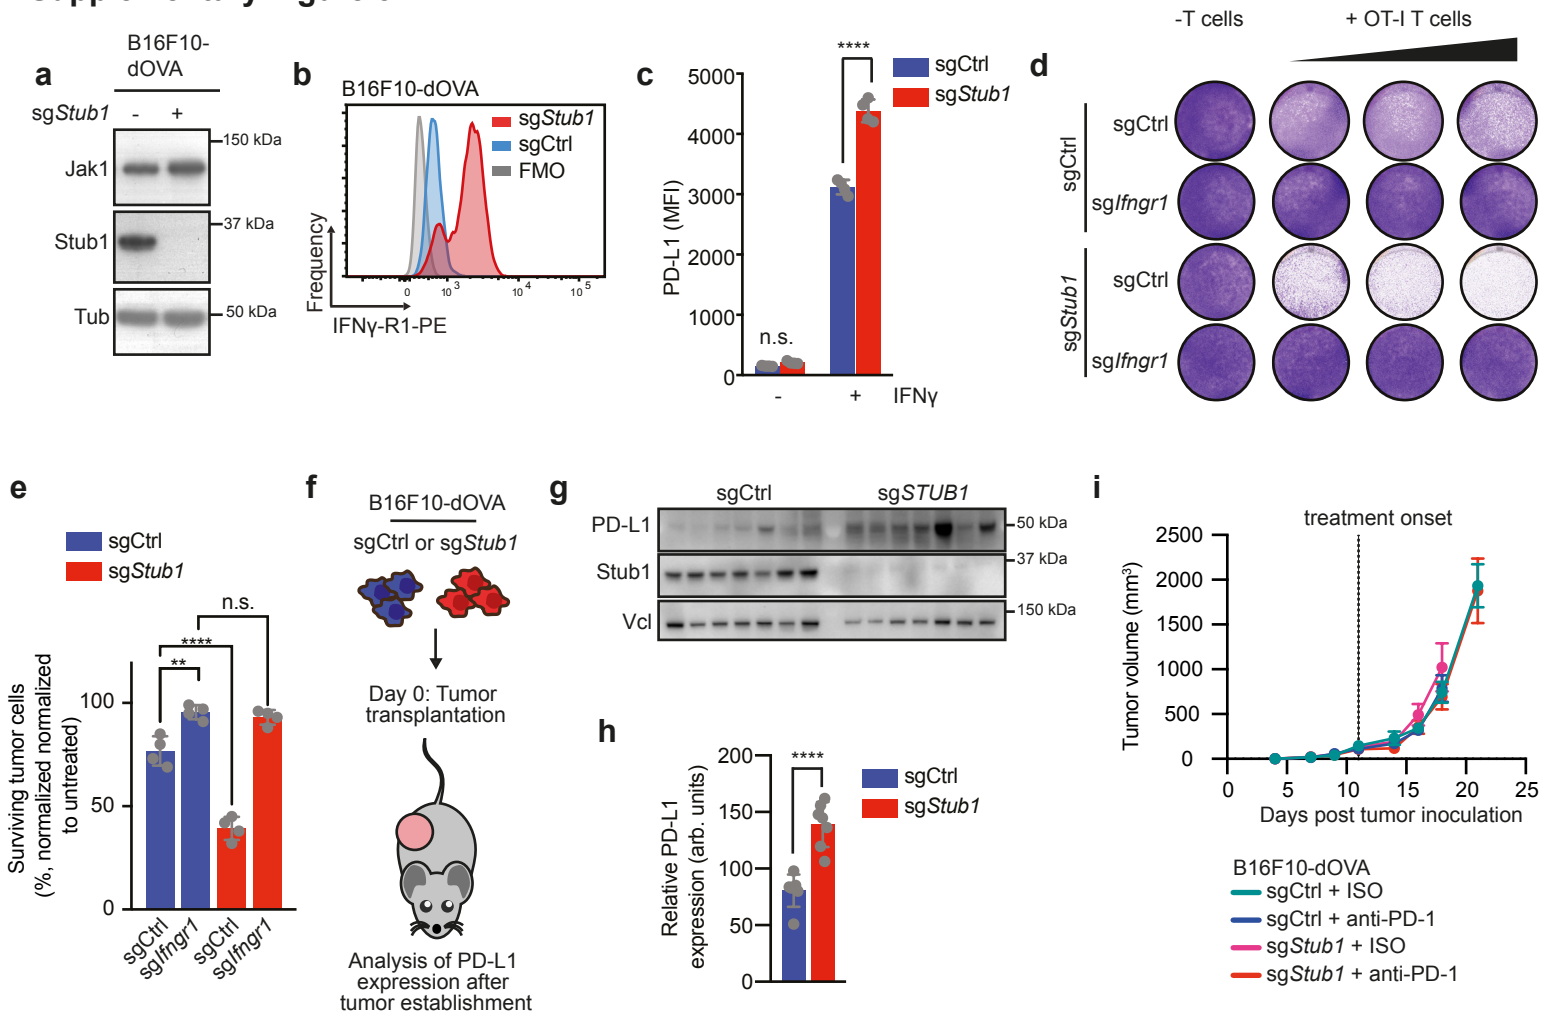 a
B16F10-
dOVA
sgStub1 - +
150 kDa
Jak1
37 kDa
Stub1
50 kDa
Tub
b
B16F10-dOVA
sgStub1
sgCtrl
FMO
Frequency
0 10³ 10⁴ 10⁵
IFNγ-R1-PE
c
sgCtrl
sgStub1
****
5000
4000
3000
2000
1000
0
PD-L1 (MFI)
n.s.
- + IFNγ
d
-T cells + OT-I T cells
sgCtrl
sgCtrl
sgIfngr1
sgStub1
sgCtrl
sgIfngr1
e
sgCtrl
sgStub1
n.s.
****
**
100
50
0
Surviving tumor cells
(%, normalized normalized
to untreated)
sgCtrl
sgIfngr1
sgCtrl
sgIfngr1
f
B16F10-dOVA
sgCtrl or sgStub1
Day 0: Tumor
transplantation
Analysis of PD-L1
expression after
tumor establishment
g
sgCtrl sgSTUB1
PD-L1
50 kDa
37 kDa
Stub1
150 kDa
Vcl
h
200
150
100
50
0
Relative PD-L1
expression (arb. units)
****
sgCtrl
sgStub1
i
treatment onset
2500
2000
1500
1000
500
0
Tumor volume (mm³)
0 5 10 15 20 25
Days post tumor inoculation
B16F10-dOVA
sgCtrl + ISO
sgCtrl + anti-PD-1
sgStub1 + ISO
sgStub1 + anti-PD-1